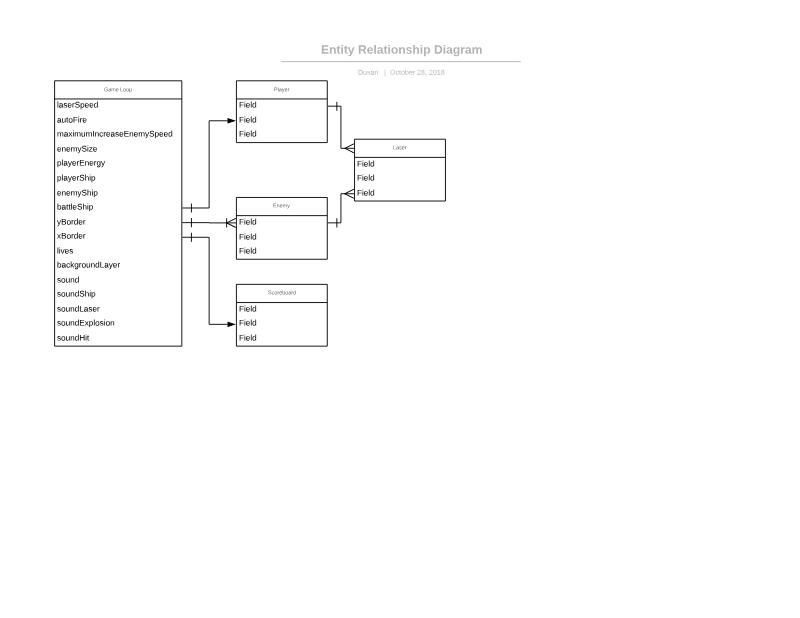 Entity Relationship Diagram
Dusan | October 28, 2018
Game Loop
laserSpeed
autoFire
maximumIncreaseEnemySpeed
enemySize
playerEnergy
playerShip
enemyShip
battleShip
yBorder
xBorder
lives
backgroundLayer
sound
soundShip
soundLaser
soundExplosion
soundHit
Player
Field
Field
Field
Enemy
Field
Field
Field
Scoreboard
Field
Field
Field
Laser
Field
Field
Field